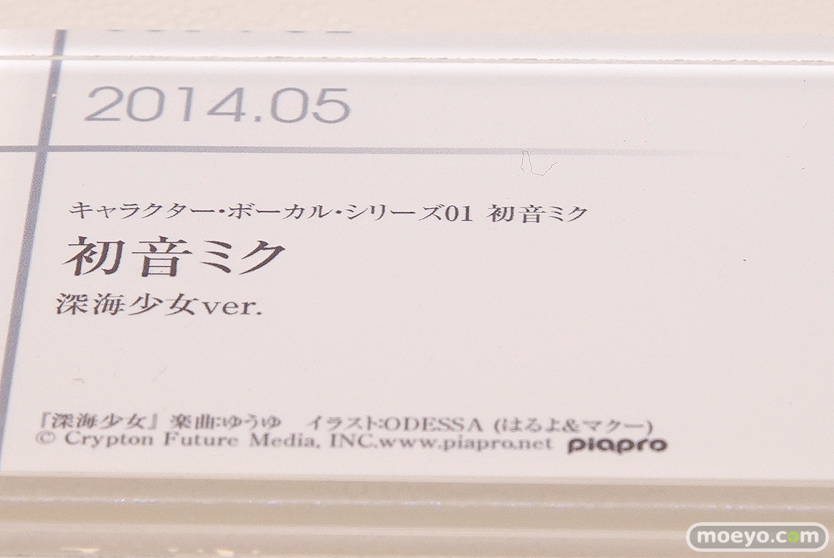 2014.05
キャラクター・ボーカル・シリーズ01 初音ミク
初音ミク
深海少女ver.
『深海少女』 楽曲:ゆうゆ イラスト:ODESSA (はるよ&マクー)
© Crypton Future Media, INC.www.piapro.net piapro
moeyo.com